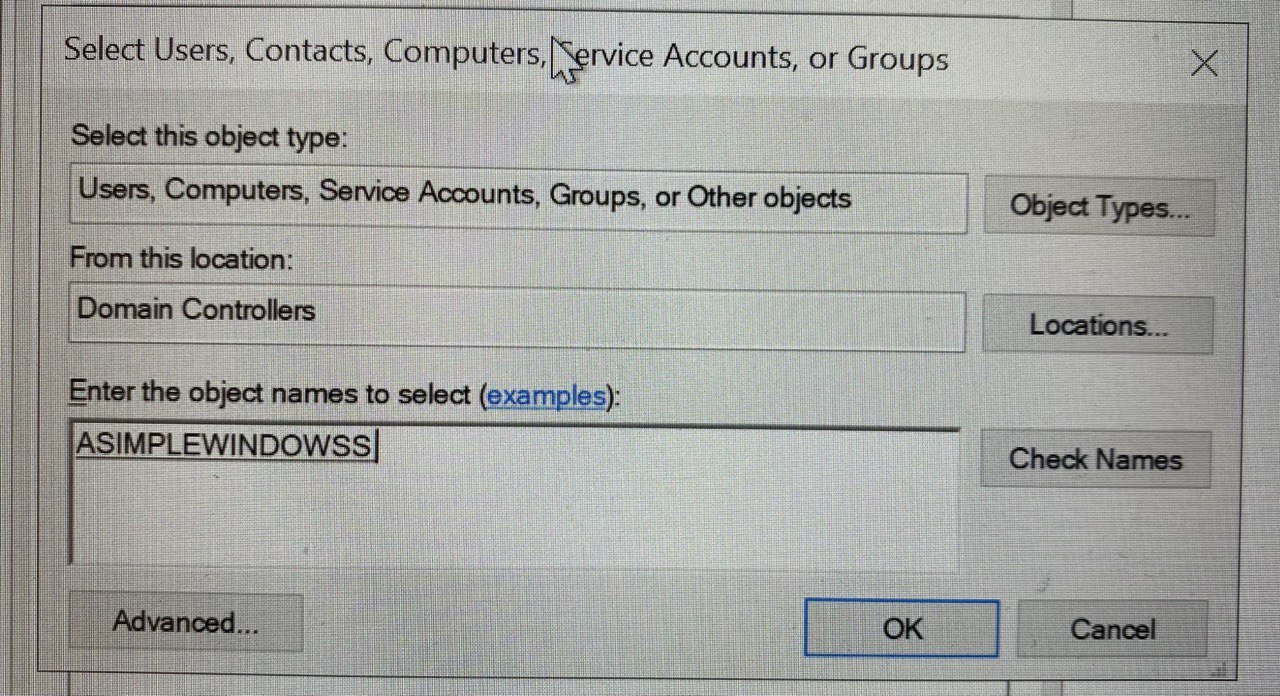 Select Users, Contacts, Computers, Service Accounts, or Groups
Select this object type:
Users, Computers, Service Accounts, Groups, or Other objects
Object Types...
From this location:
Domain Controllers
Locations...
Enter the object names to select (examples):
ASIMPLEWINDOWSS
Check Names
Advanced...
OK
Cancel